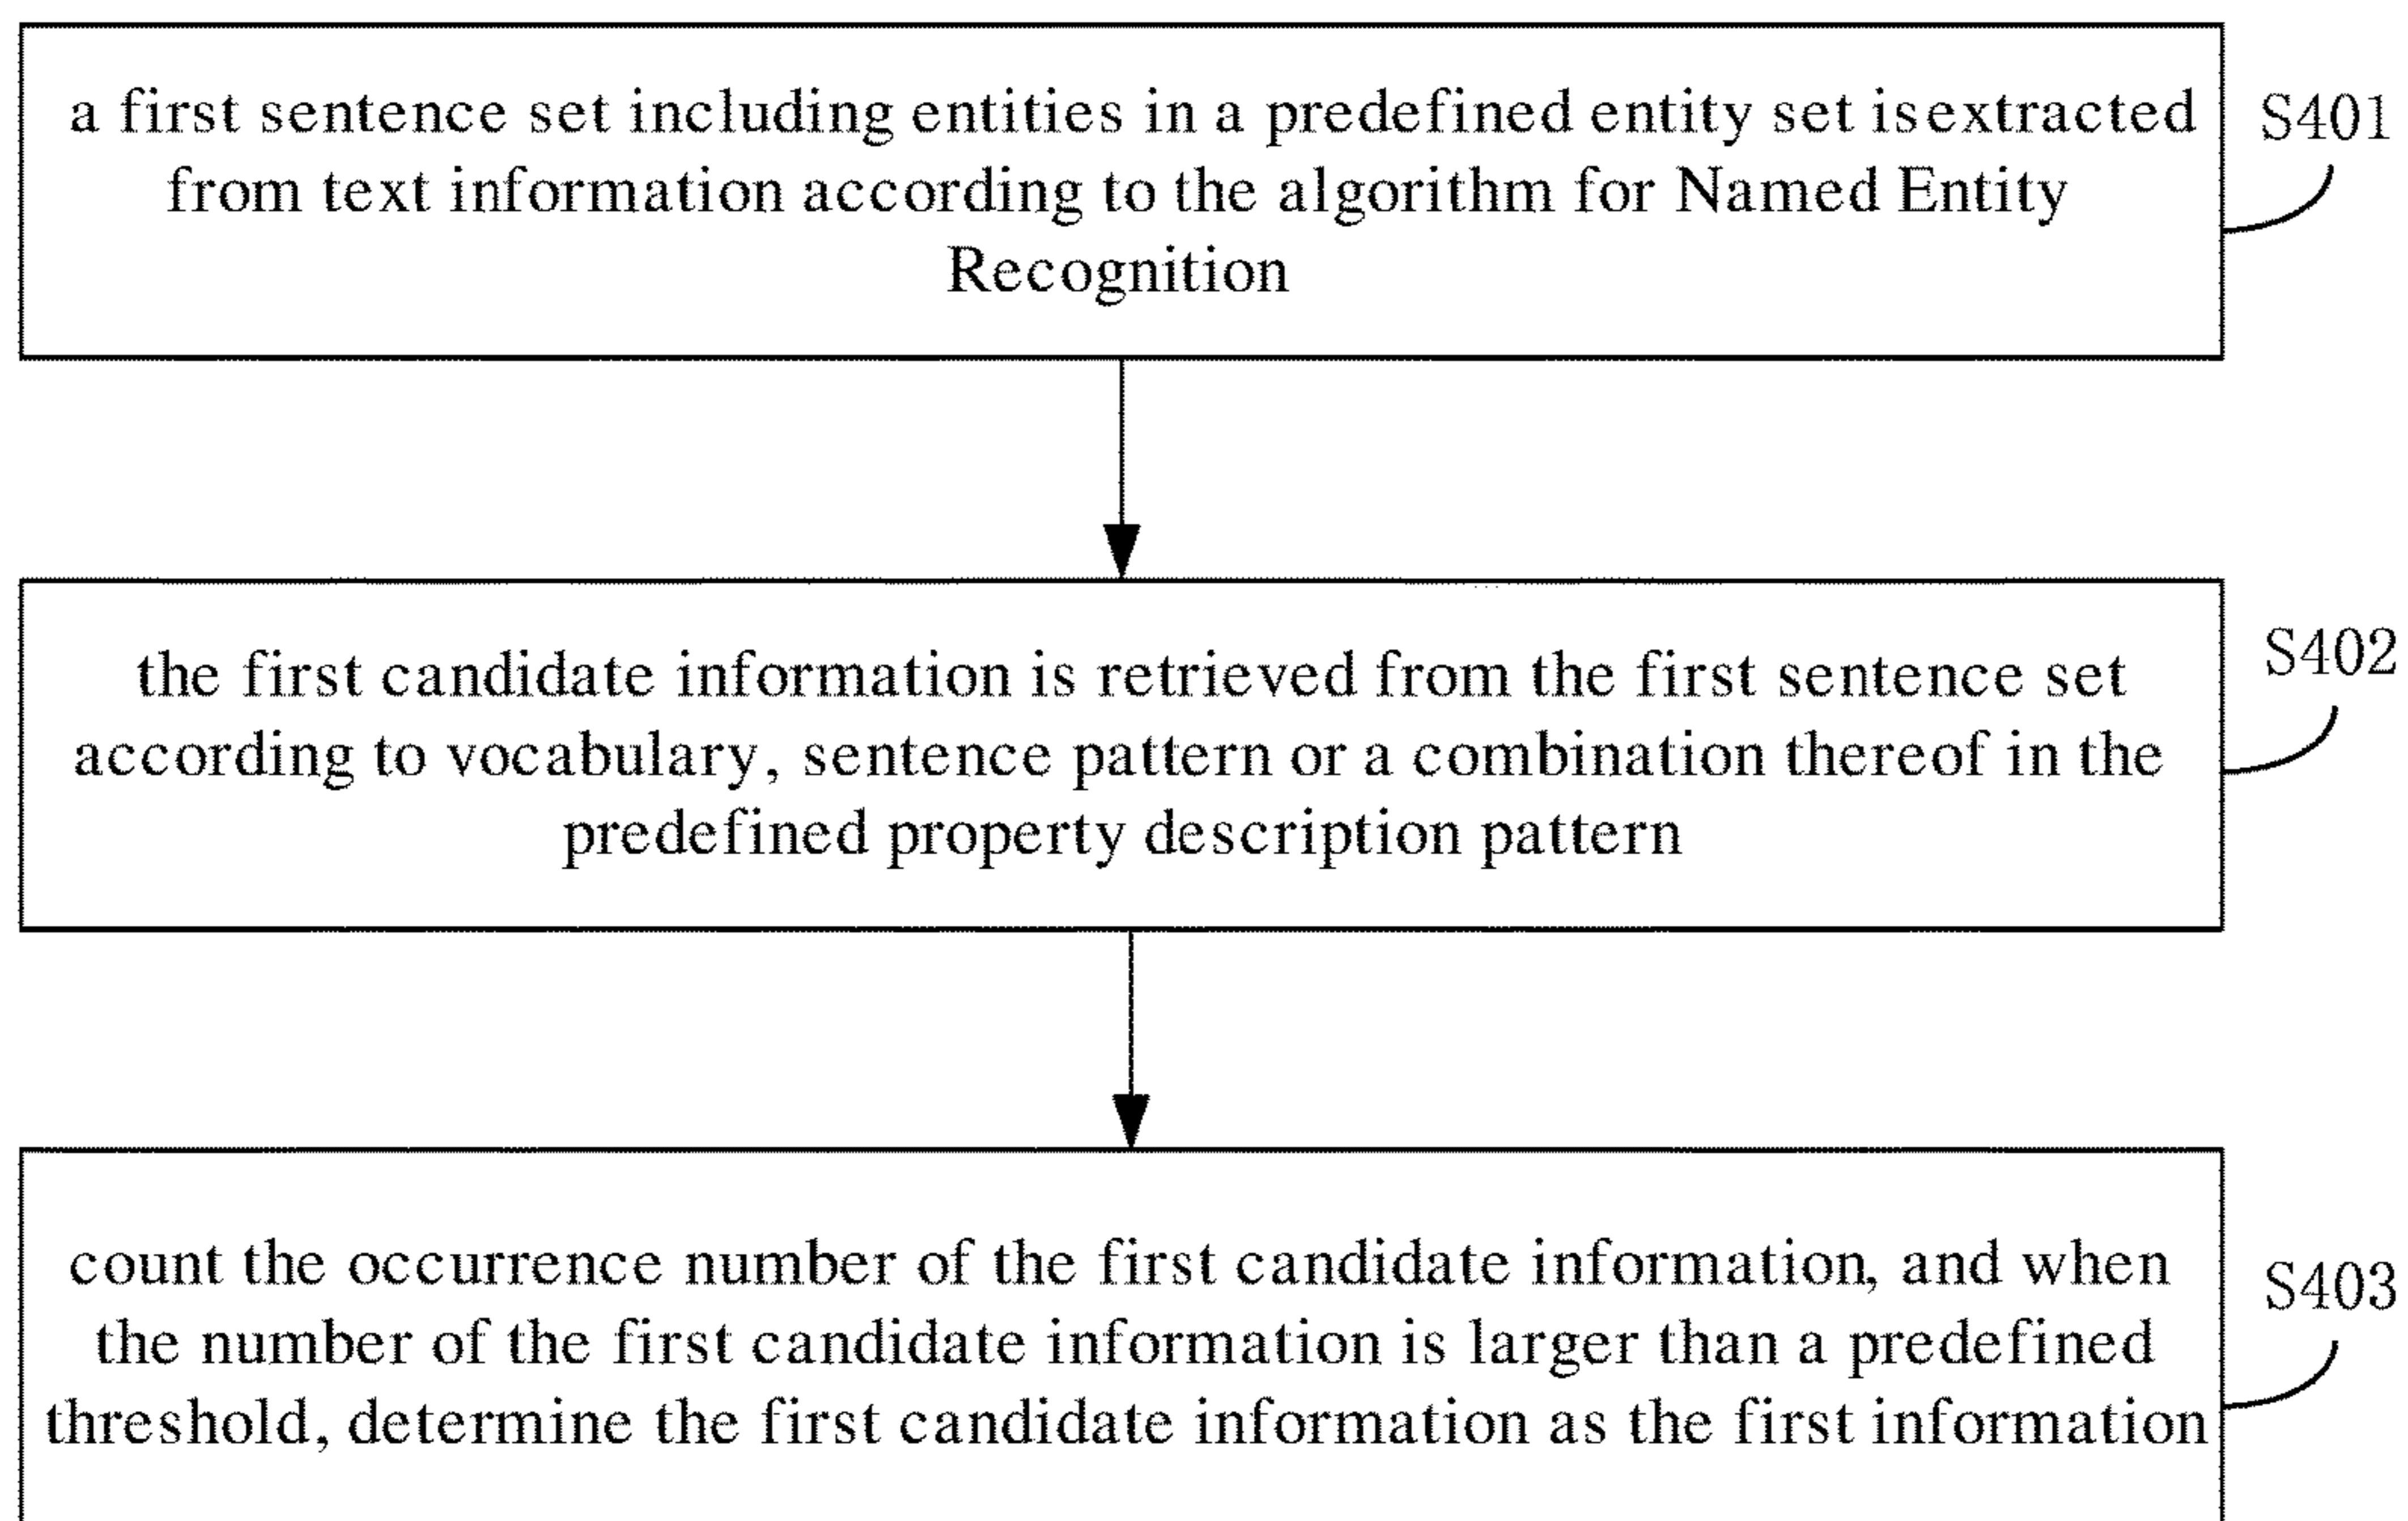 a first sentence set including entities in a predefined entity set isextracted
S401
from text information according to the algorithm for Named Entity
Recognition
the first candidate information is retrieved from the first sentence set
S402
according to vocabulary, sentence pattern or a combination thereof in the
predefined property description pattern
count the occurrence number of the first candidate information, and when
S403
the number of the first candidate information is larger than a predefined
threshold, determine the first candidate information as the first information